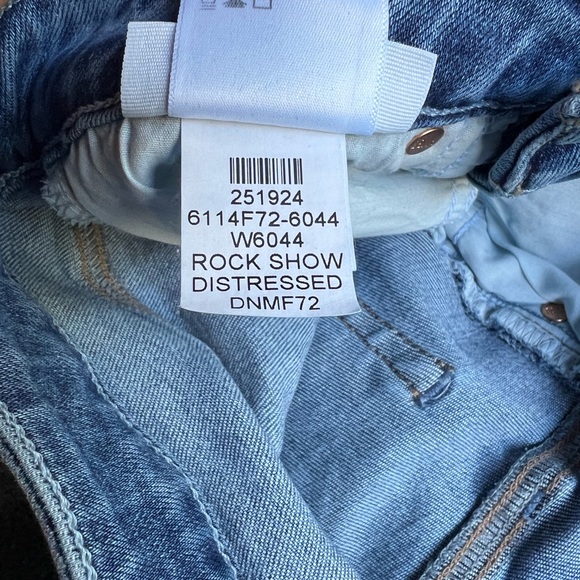 251924
6114F72-6044
W6044
ROCK SHOW
DISTRESSED
DNMF72